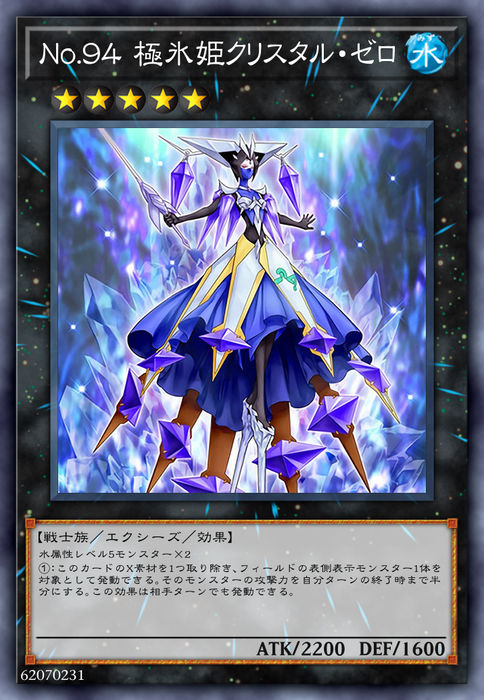 No.94 極氷姫クリスタル・ゼロ
みず
水
【戦士族／エクシーズ／効果】
水属性レベル5モンスター×2
①：このカードのX素材を1つ取り除き、フィールドの表側表示モンスター1体を
対象として発動できる。そのモンスターの攻撃力を自分ターンの終了時まで半
分にする。この効果は相手ターンでも発動できる。
ATK/2200 DEF/1600
62070231